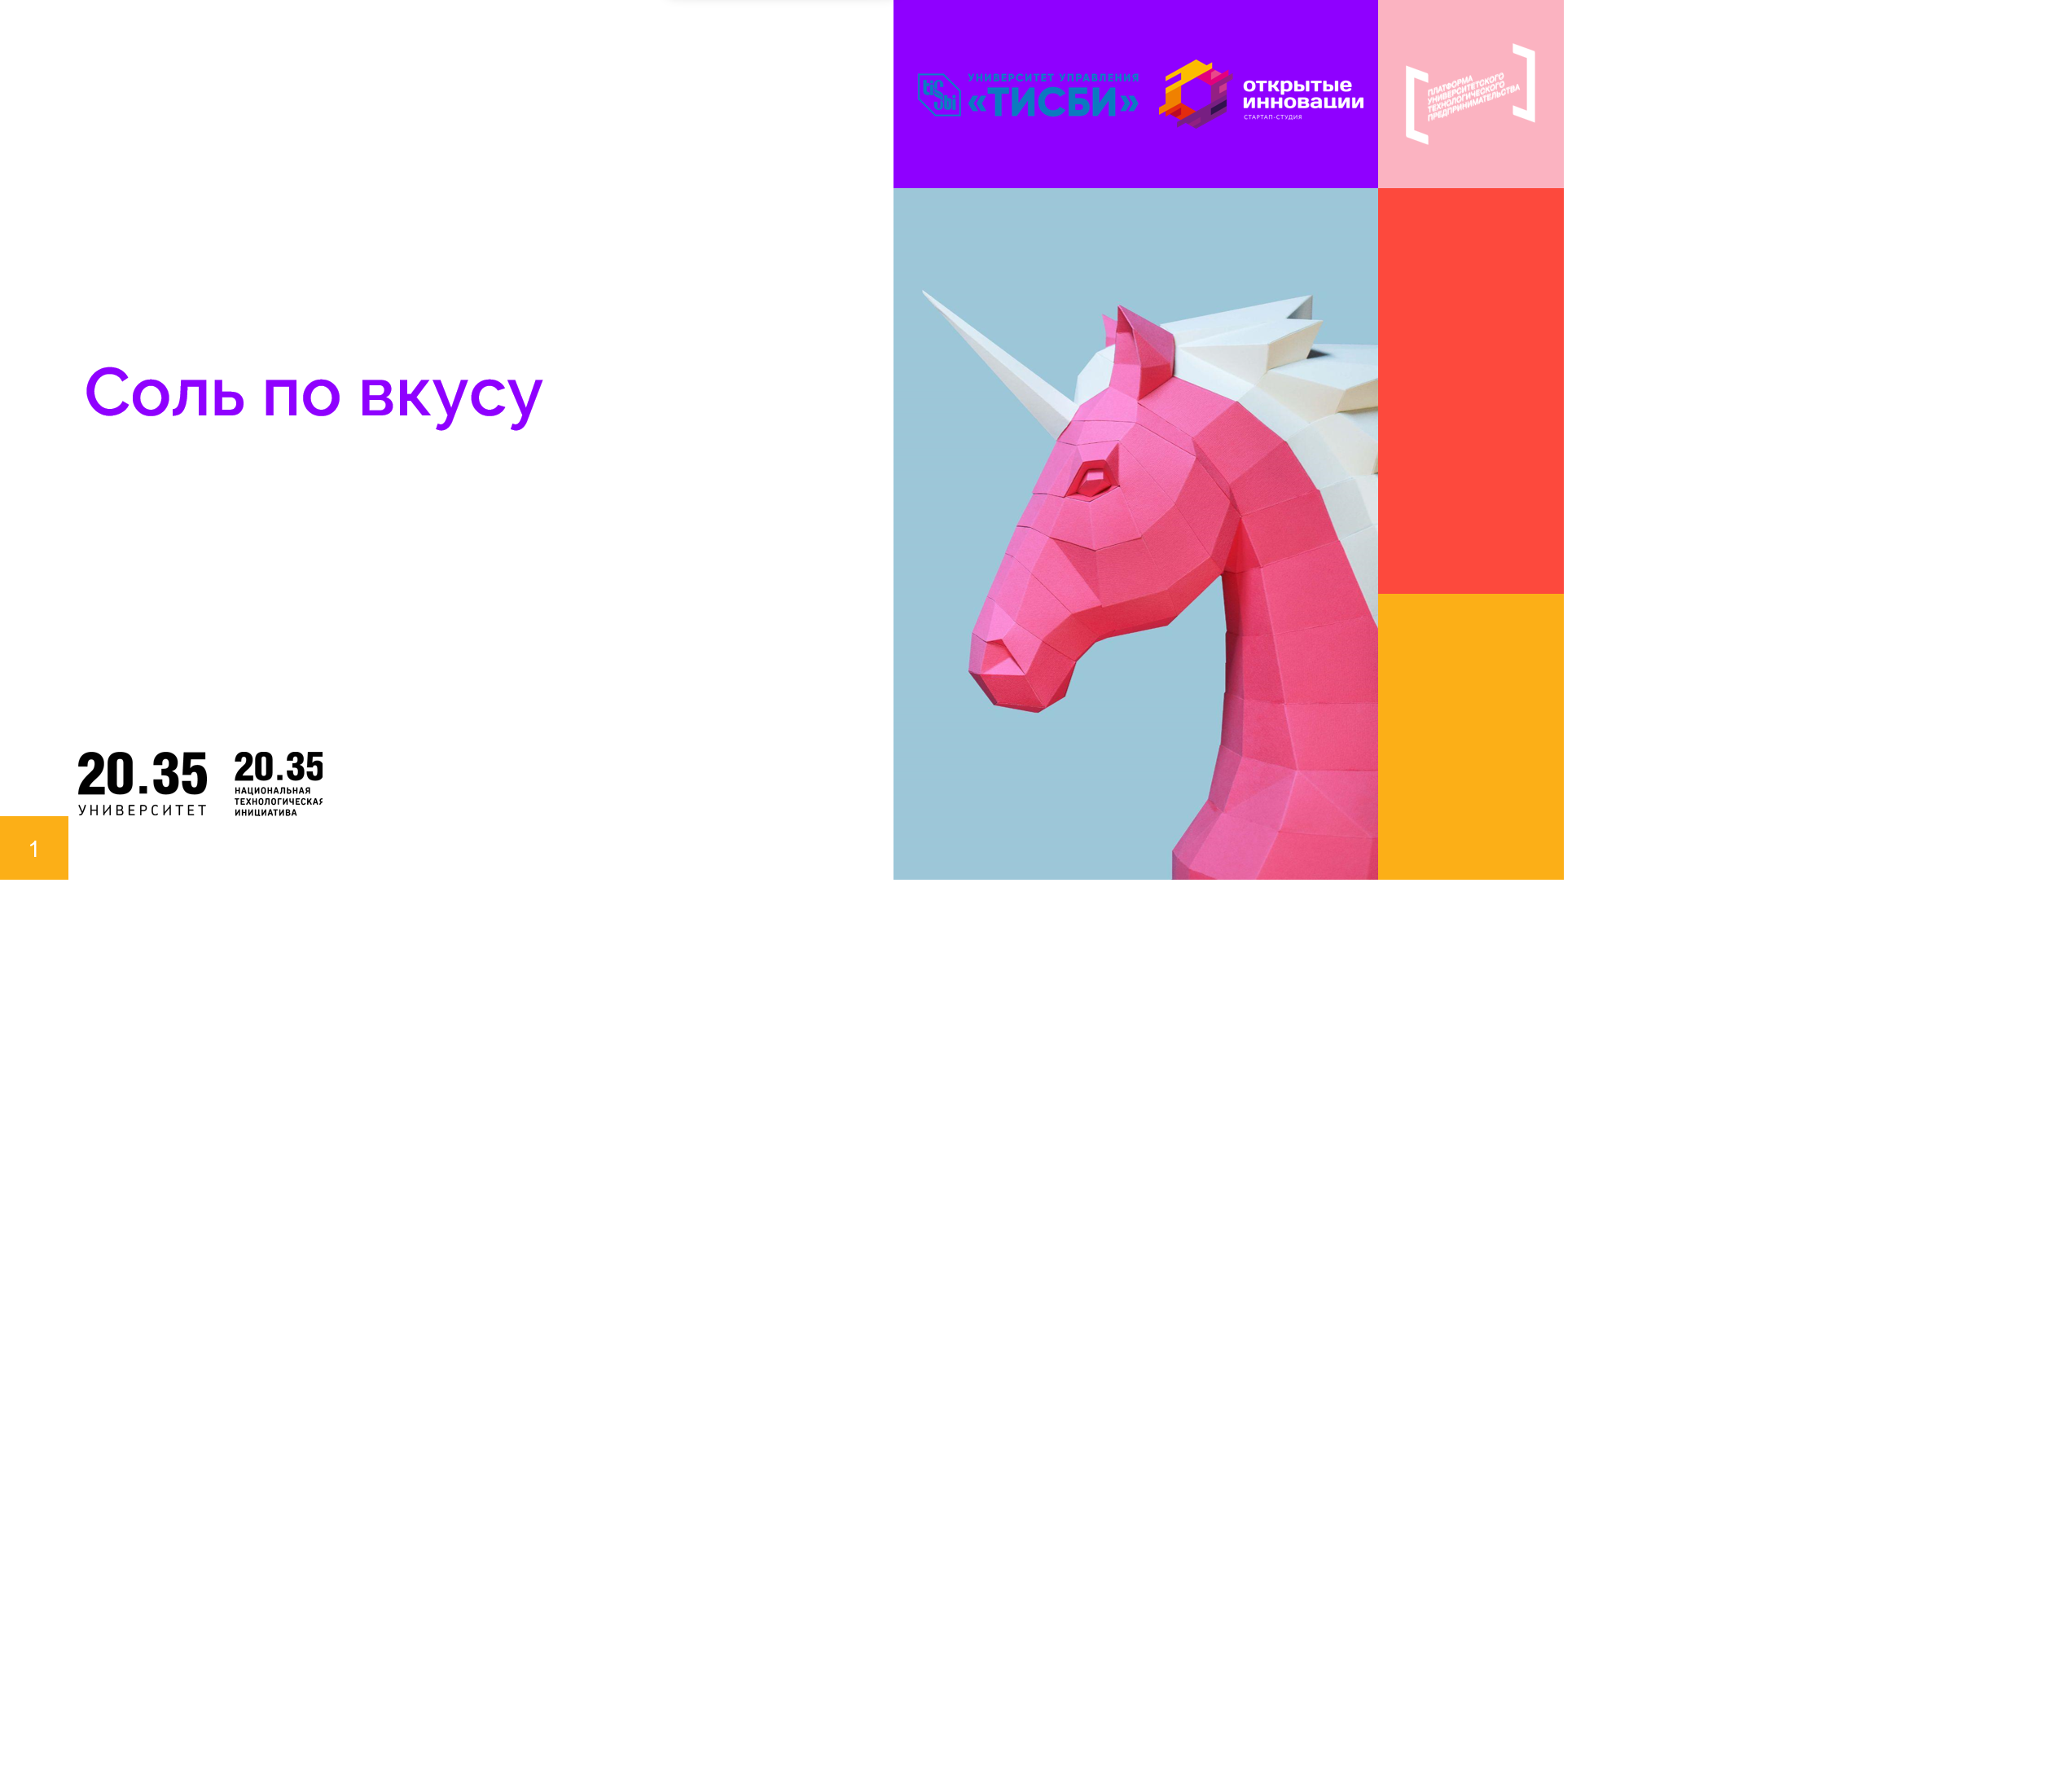 УНИВЕРСИТЕТ УПРАВЛЕНИЯ
«ТИСБИ»
tisbi
открытые
инновации
СТАРТАП-СТУДИЯ
ПЛАТФОРМА
УНИВЕРСИТЕТСКОГО
ТЕХНОЛОГИЧЕСКОГО
ПРЕДПРИНИМАТЕЛЬСТВА
Соль по вкусу
20.35
УНИВЕРСИТЕТ
20.35
НАЦИОНАЛЬНАЯ
ТЕХНОЛОГИЧЕСКАЯ
ИНИЦИАТИВА
1